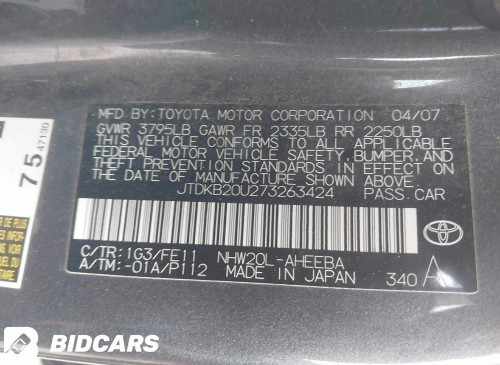 MFD. BY: TOYOTA MOTOR CORPORATION 04/07
GVWR 3795LB GAWR FR 2335LB RR 2250LB
THIS VEHICLE CONFORMS TO ALL APPLICABLE
FEDERAL MOTOR VEHICLE SAFETY, BUMPER, AND
THEFT PREVENTION STANDARDS IN EFFECT ON
THE DATE OF MANUFACTURE SHOWN ABOVE.
JTDKB20U273263424 PASS. CAR
C/TR: 1G3/FE11 NHW20L-AHEEBA
A/TM: -01A/P112 MADE IN JAPAN 340 A
TOYOTA
75 47130
BIDCARS